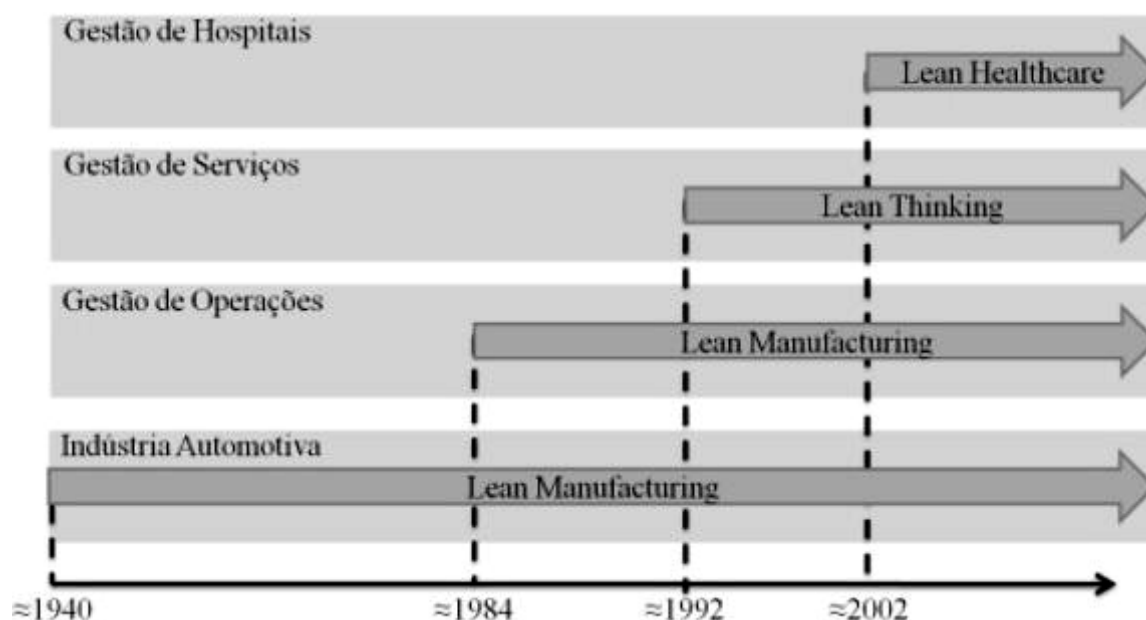 Gestão de Hospitais
Lean Healthcare
Gestão de Serviços
Lean Thinking
Gestão de Operações
Lean Manufacturing
Indústria Automotiva
Lean Manufacturing
≈1940 ≈1984 ≈1992 ≈2002